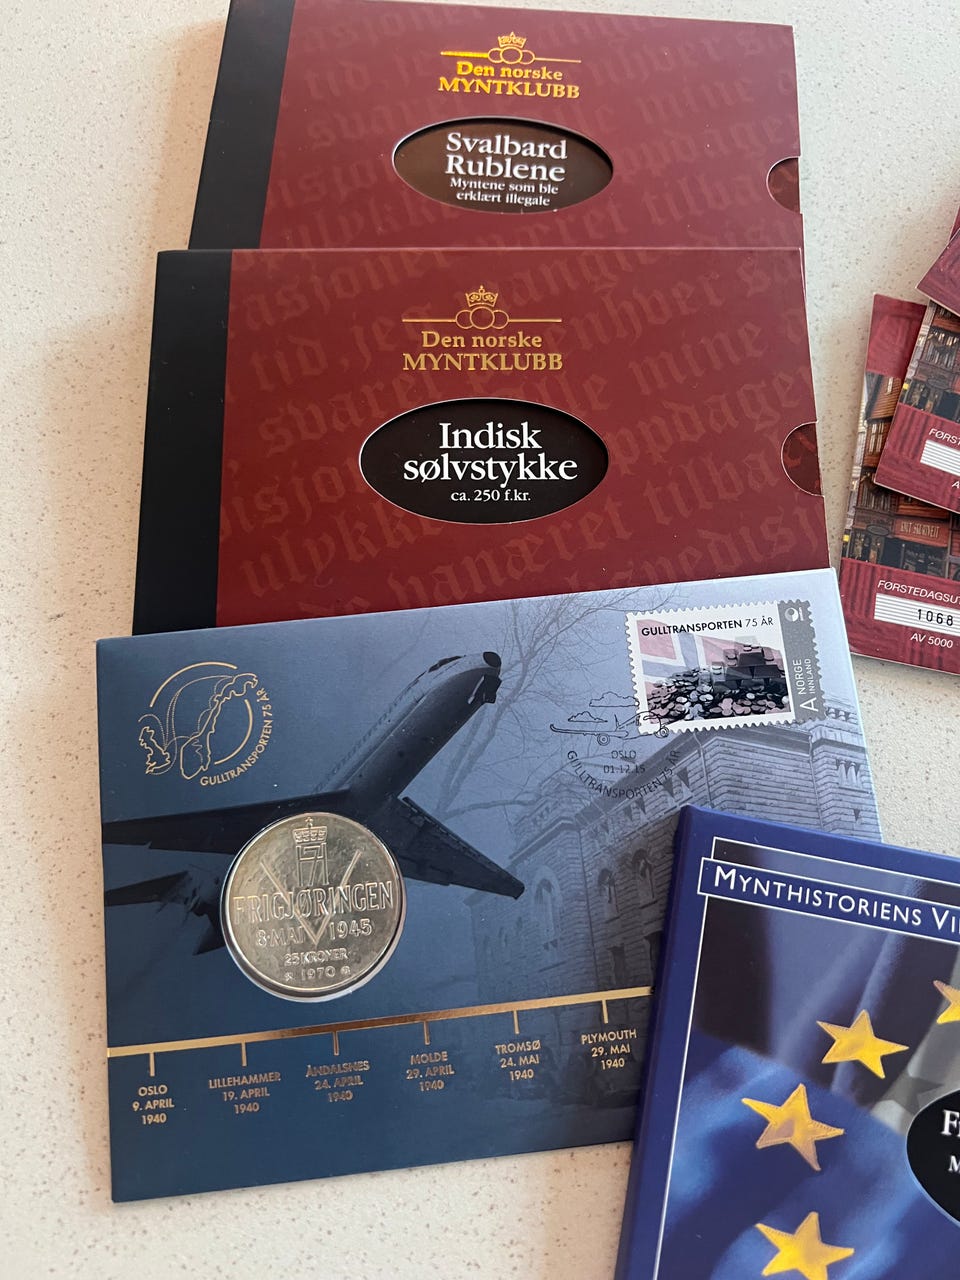 Den norske
MYNTKLUBB
Svalbard
Rublene
Myntene som ble
erklært illegale
Den norske
MYNTKLUBB
Indisk
sølvstykke
ca. 250 f.kr.
GULLTRANSPORTEN 75 ÅR
GULLTRANSPORTEN 75 ÅR
A NORGE
INNLAND
OSLO
01.12.15
GULLTRANSPORTEN 75 ÅR
FRIGJØRINGEN
8·MAI 1945
25 KRONER
1970
OSLO
9. APRIL
1940
LILLEHAMMER
19. APRIL
1940
ÅNDALSNES
24. APRIL
1940
MOLDE
29. APRIL
1940
TROMSØ
24. MAI
1940
PLYMOUTH
29. MAI
1940
MYNTHISTORIENS VI
FØRST
FØRSTEDAGSUT
1068
AV 5000